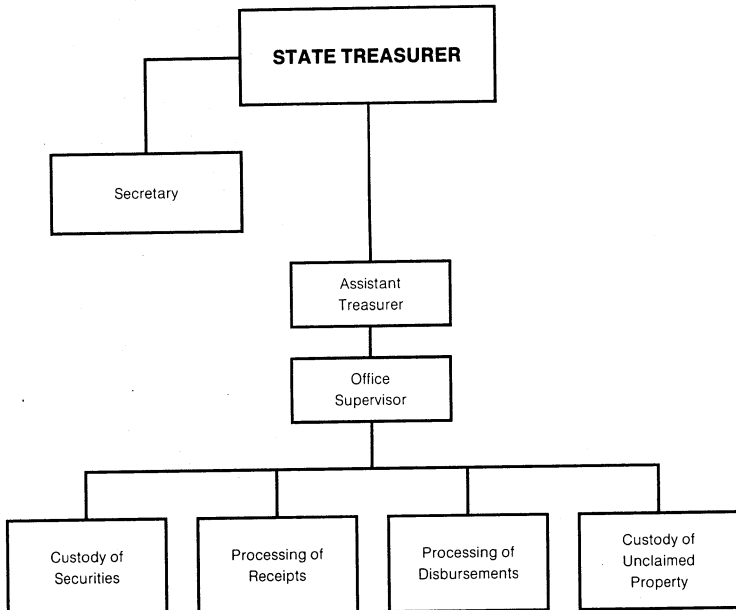 STATE TREASURER
Secretary
Assistant
Treasurer
Office
Supervisor
Custody of
Securities
Processing of
Receipts
Processing of
Disbursements
Custody of
Unclaimed
Property